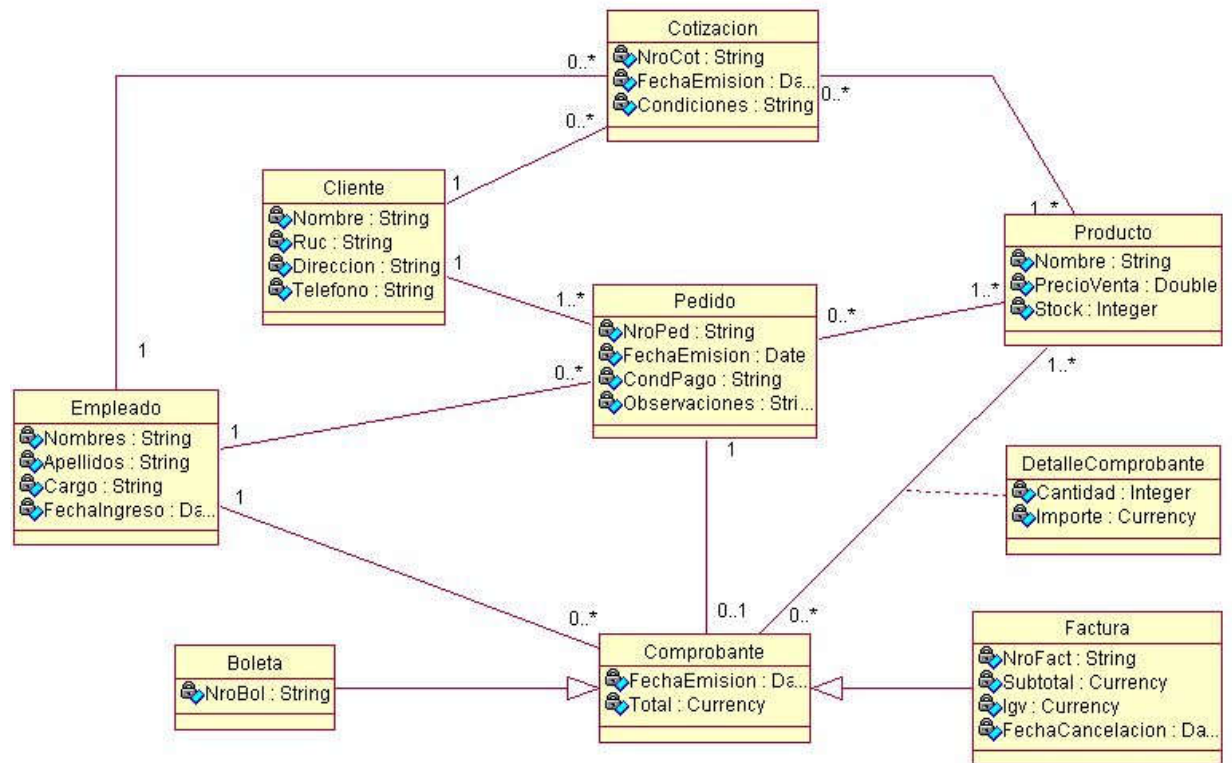 Cotizacion
NroCot : String
FechaEmision : Da...
Condiciones : String
0..*
0..*
0..*
1
Cliente
Nombre : String
Ruc : String
Direccion : String
Telefono : String
1
1..*
1..*
Producto
Nombre : String
PrecioVenta : Double
Stock : Integer
1..*
0..*
1..*
Pedido
NroPed : String
FechaEmision : Date
CondPago : String
Observaciones : Stri...
1
0..*
1
1
Empleado
Nombres : String
Apellidos : String
Cargo : String
FechaIngreso : Da...
1
DetalleComprobante
Cantidad : Integer
Importe : Currency
0..*
0..1
0..*
Boleta
NroBol : String
Comprobante
FechaEmision : Da...
Total : Currency
Factura
NroFact : String
Subtotal : Currency
Igv : Currency
FechaCancelacion : Da...